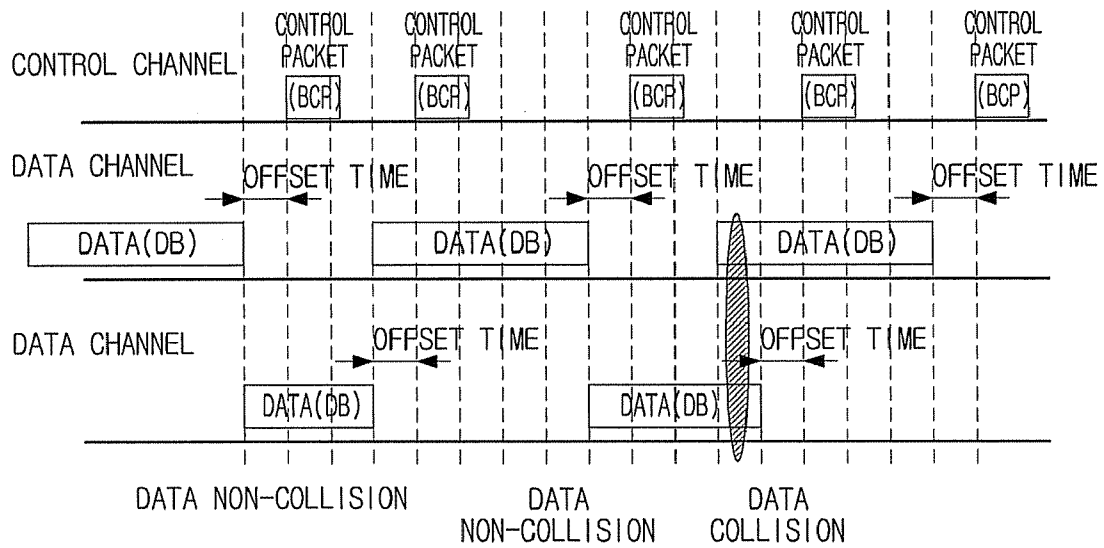 CONTROL CONTROL CONTROL CONTROL CONTROL
PACKET PACKET PACKET PACKET PACKET
CONTROL CHANNEL
(BCP) (BCP) (BCP) (BCP) (BCP)
DATA CHANNEL
OFFSET TIME OFFSET TIME OFFSET TIME
DATA(DB) DATA(DB) DATA(DB)
DATA CHANNEL
OFFSET TIME OFFSET TIME
DATA(DB) DATA(DB)
DATA NON-COLLISION DATA DATA
NON-COLLISION COLLISION